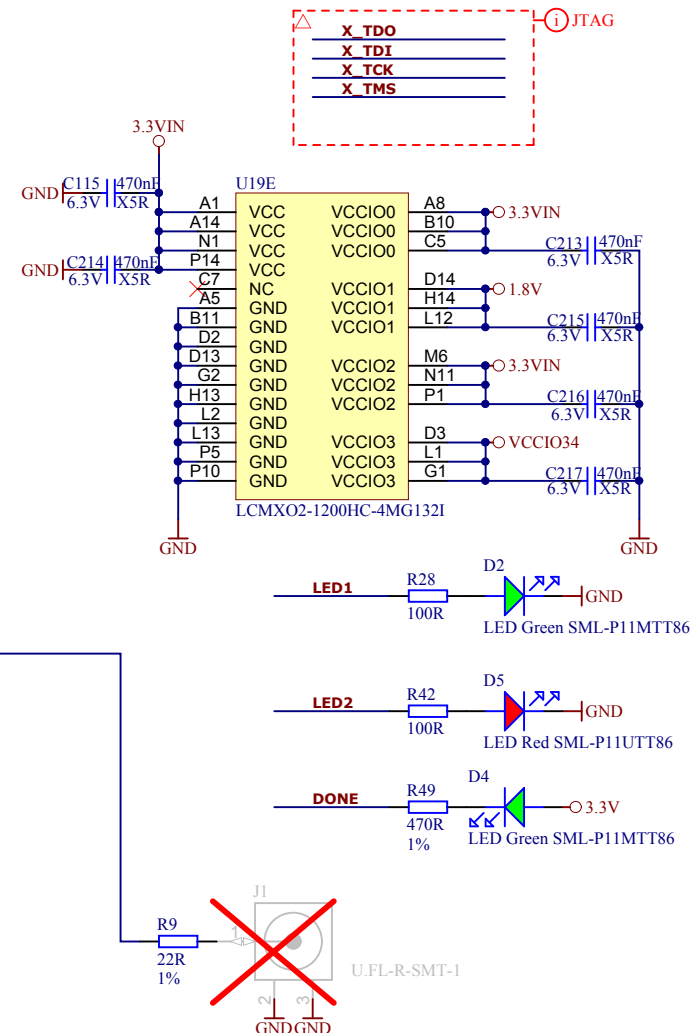 JTAG
X_TDO
X_TDI
X_TCK
X_TMS
3.3VIN
U19E
GND C115 470nF
6.3V X5R
GND C214 470nF
6.3V X5R
A1 VCC VCCIO0 A8 3.3VIN
A14 VCC VCCIO0 B10
N1 VCC VCCIO0 C5
P14 VCC
C7 NC VCCIO1 D14 1.8V
A5 GND VCCIO1 H14
B11 GND VCCIO1 L12
D2 GND
D13 GND VCCIO2 M6 3.3VIN
G2 GND VCCIO2 N11
H13 GND VCCIO2 P1
L2 GND
L13 GND VCCIO3 D3 VCCIO34
P5 GND VCCIO3 L1
P10 GND VCCIO3 G1
C213 470nF
6.3V X5R
C215 470nF
6.3V X5R
C216 470nF
6.3V X5R
C217 470nF
6.3V X5R
LCMXO2-1200HC-4MG132I
GND
GND
LED1 R28 D2 GND
100R
LED Green SML-P11MTT86
LED2 R42 D5 GND
100R
LED Red SML-P11UTT86
DONE R49 D4 3.3V
470R
1%
LED Green SML-P11MTT86
J1
R9 1
22R
1%
U.FL-R-SMT-1
2 3
GND GND